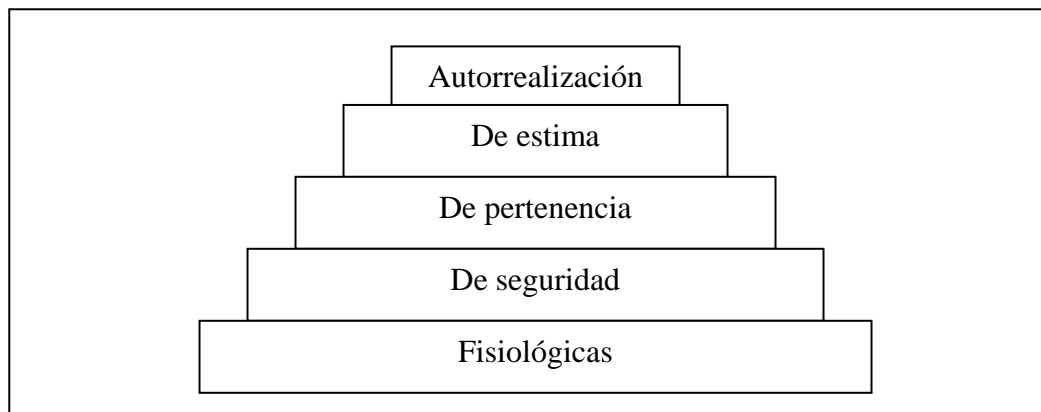 Autorrealización
De estima
De pertenencia
De seguridad
Fisiológicas